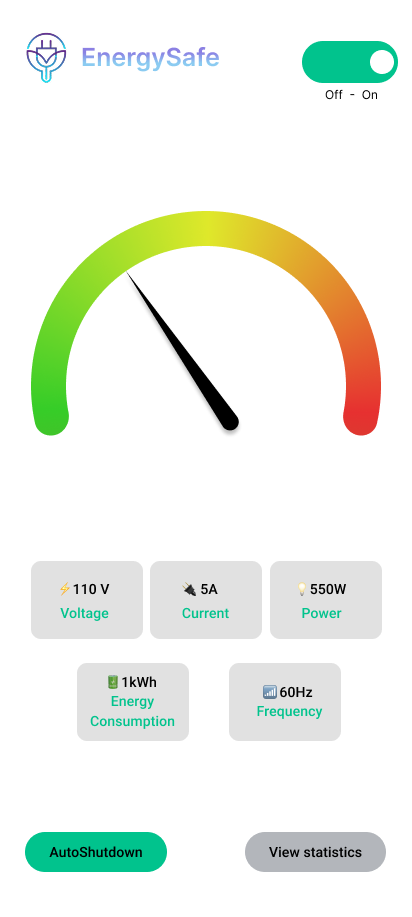 EnergySafe
Off - On
⚡110 V
Voltage
🔌 5A
Current
💡550W
Power
🔋1kWh
Energy
Consumption
📶 60Hz
Frequency
AutoShutdown
View statistics